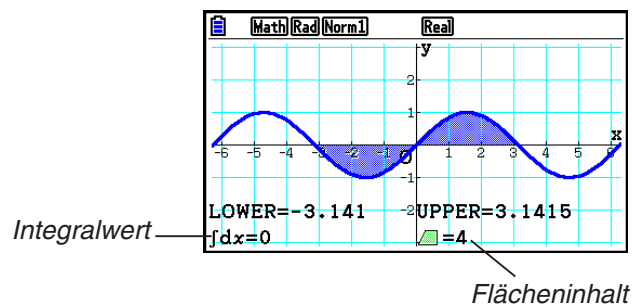 Math Rad Norm1 Real
y
2
1
x
-6 -5 -4 -3 -2 -1 O 1 2 3 4 5 6
-1
-2
LOWER=-3.141 UPPER=3.1415
∫dx=0 =4
Integralwert
Flächeninhalt